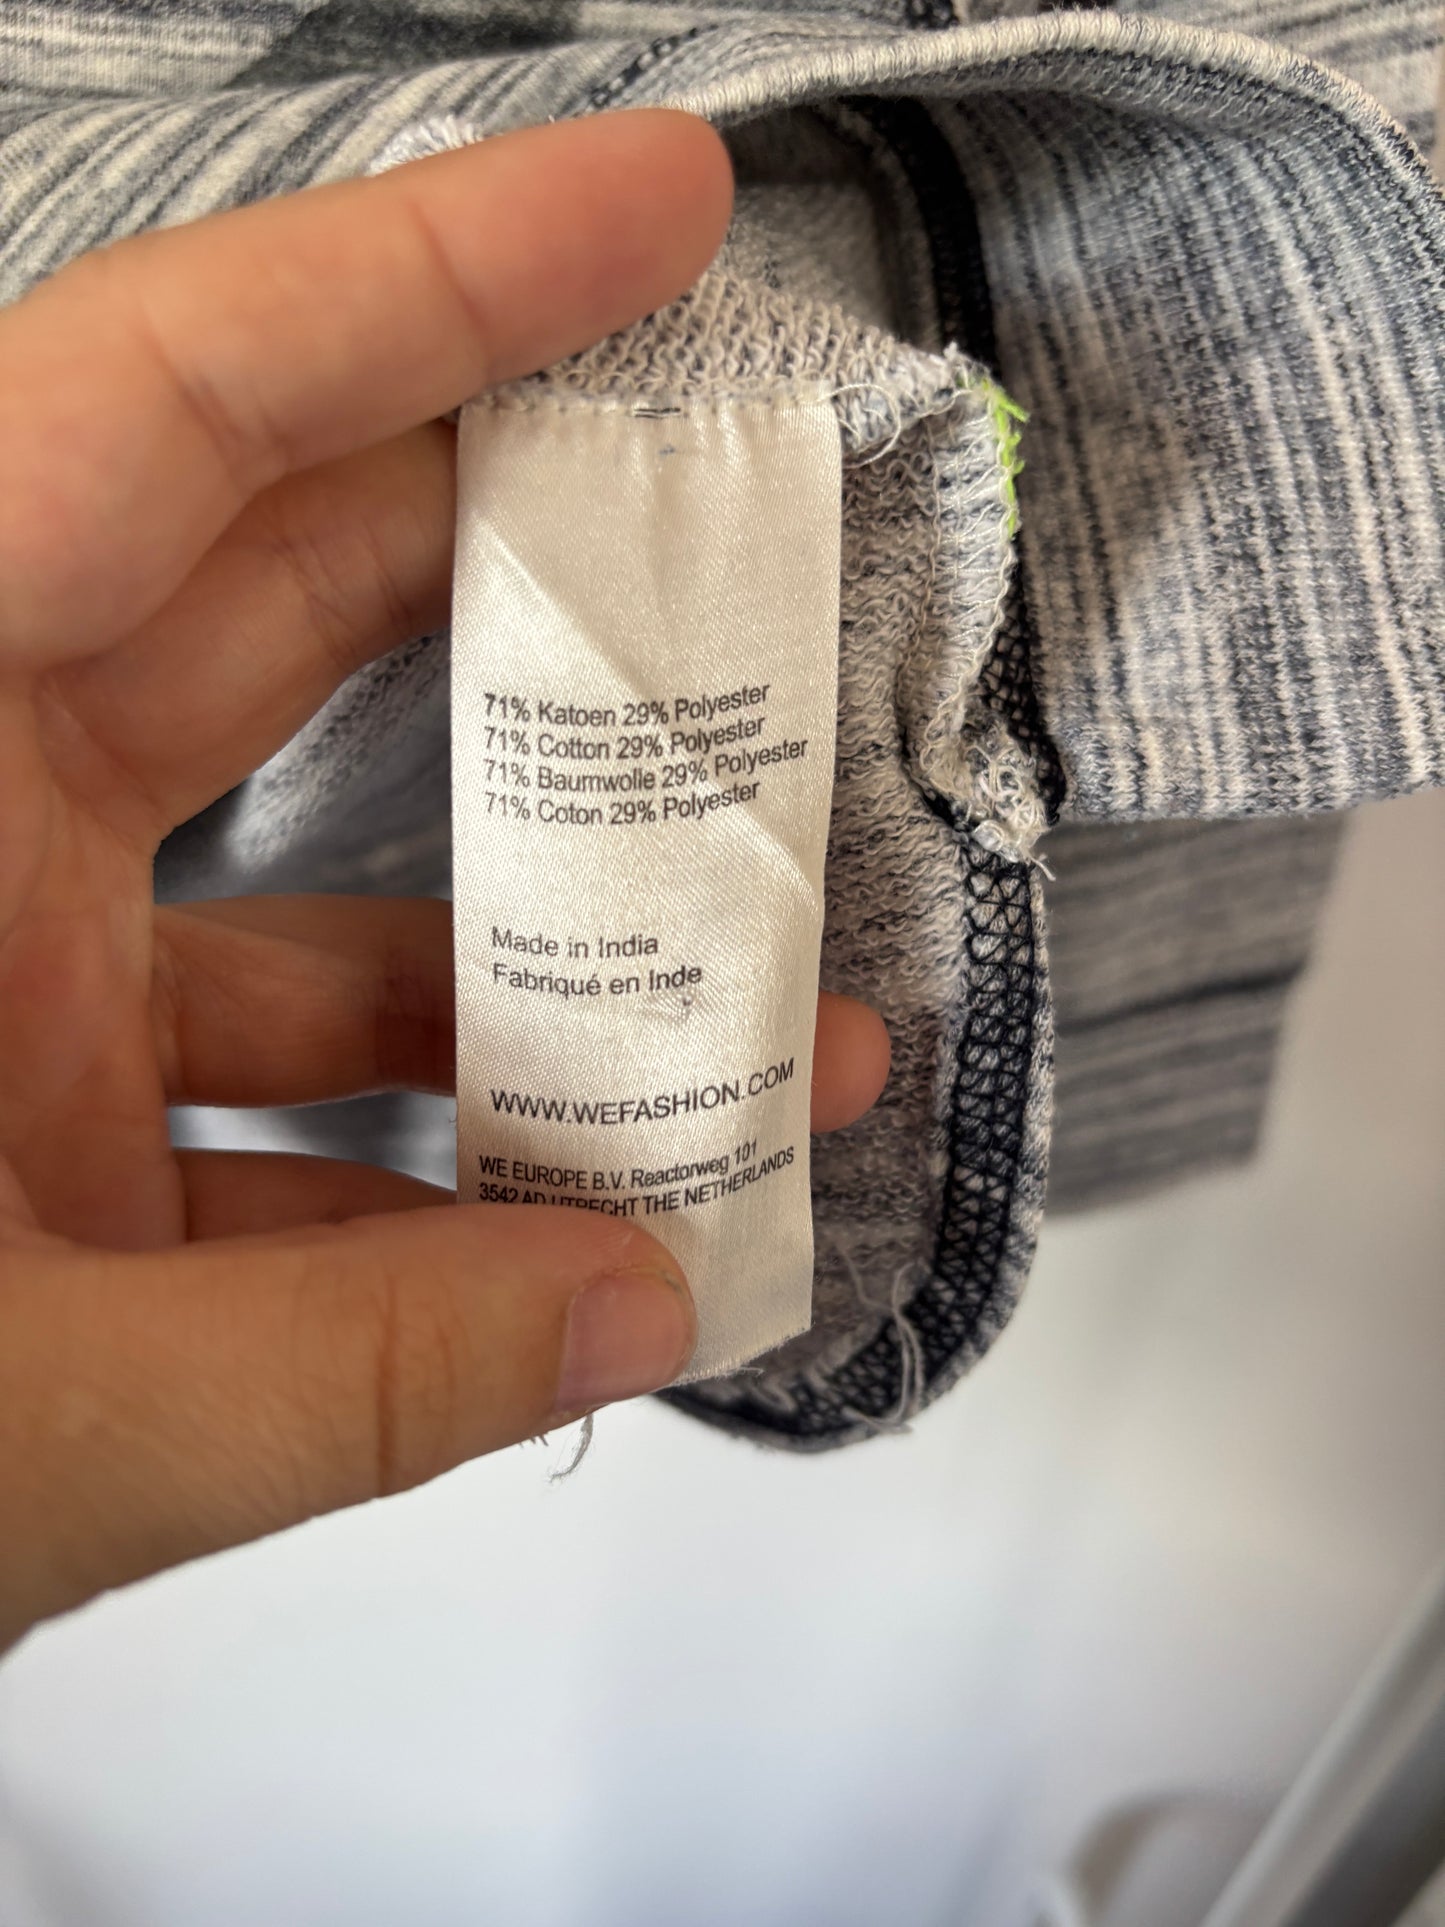 71% Katoen 29% Polyester
71% Cotton 29% Polyester
71% Baumwolle 29% Polyester
71% Coton 29% Polyester
Made in India
Fabriqué en Inde
WWW.WEFASHION.COM
WE EUROPE B.V. Reactorweg 101
3542 AD UTRECHT THE NETHERLANDS